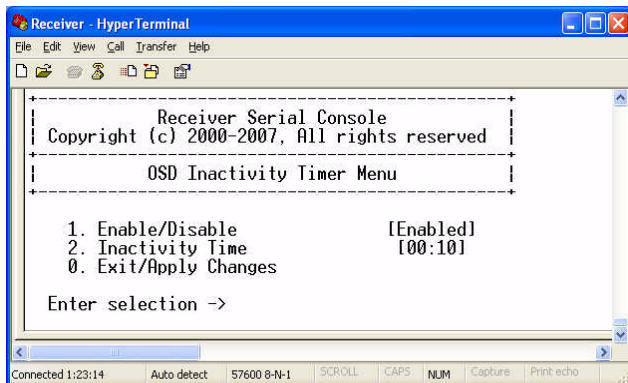 Receiver - HyperTerminal
File Edit View Call Transfer Help
Receiver Serial Console
Copyright (c) 2000-2007, All rights reserved
OSD Inactivity Timer Menu
1. Enable/Disable [Enabled]
2. Inactivity Time [00:10]
0. Exit/Apply Changes
Enter selection ->
Connected 1:23:14 Auto detect 57600 8-N-1 SCROLL CAPS NUM Capture Print echo